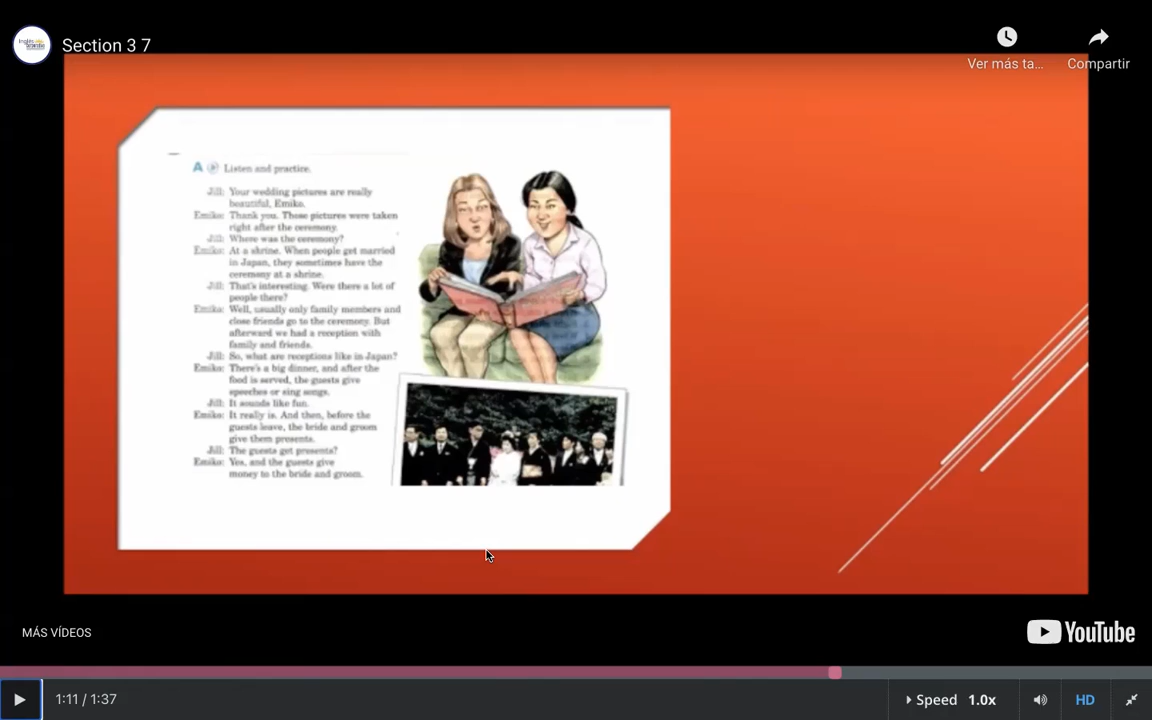 Section 3 7
Ver más ta...
Compartir
A Listen and practice.
Jill: Your wedding pictures are really
beautiful, Emiko.
Emiko: Thank you. Those pictures were taken
right after the ceremony.
Jill: Where was the ceremony?
Emiko: At a shrine. When people get married
in Japan, they sometimes have the
ceremony at a shrine.
Jill: That's interesting. Were there a lot of
people there?
Emiko: Well, usually only family members and
close friends go to the ceremony. But
afterward we had a reception with
family and friends.
Jill: So, what are receptions like in Japan?
Emiko: There's a big dinner, and after the
food is served, the guests give
speeches or sing songs.
Jill: It sounds like fun.
Emiko: It really is. And then, before the
guests leave, the bride and groom
give them presents.
Jill: The guests get presents?
Emiko: Yes, and the guests give
money to the bride and groom.
MÁS VÍDEOS
YouTube
1:11 / 1:37
Speed 1.0x
HD